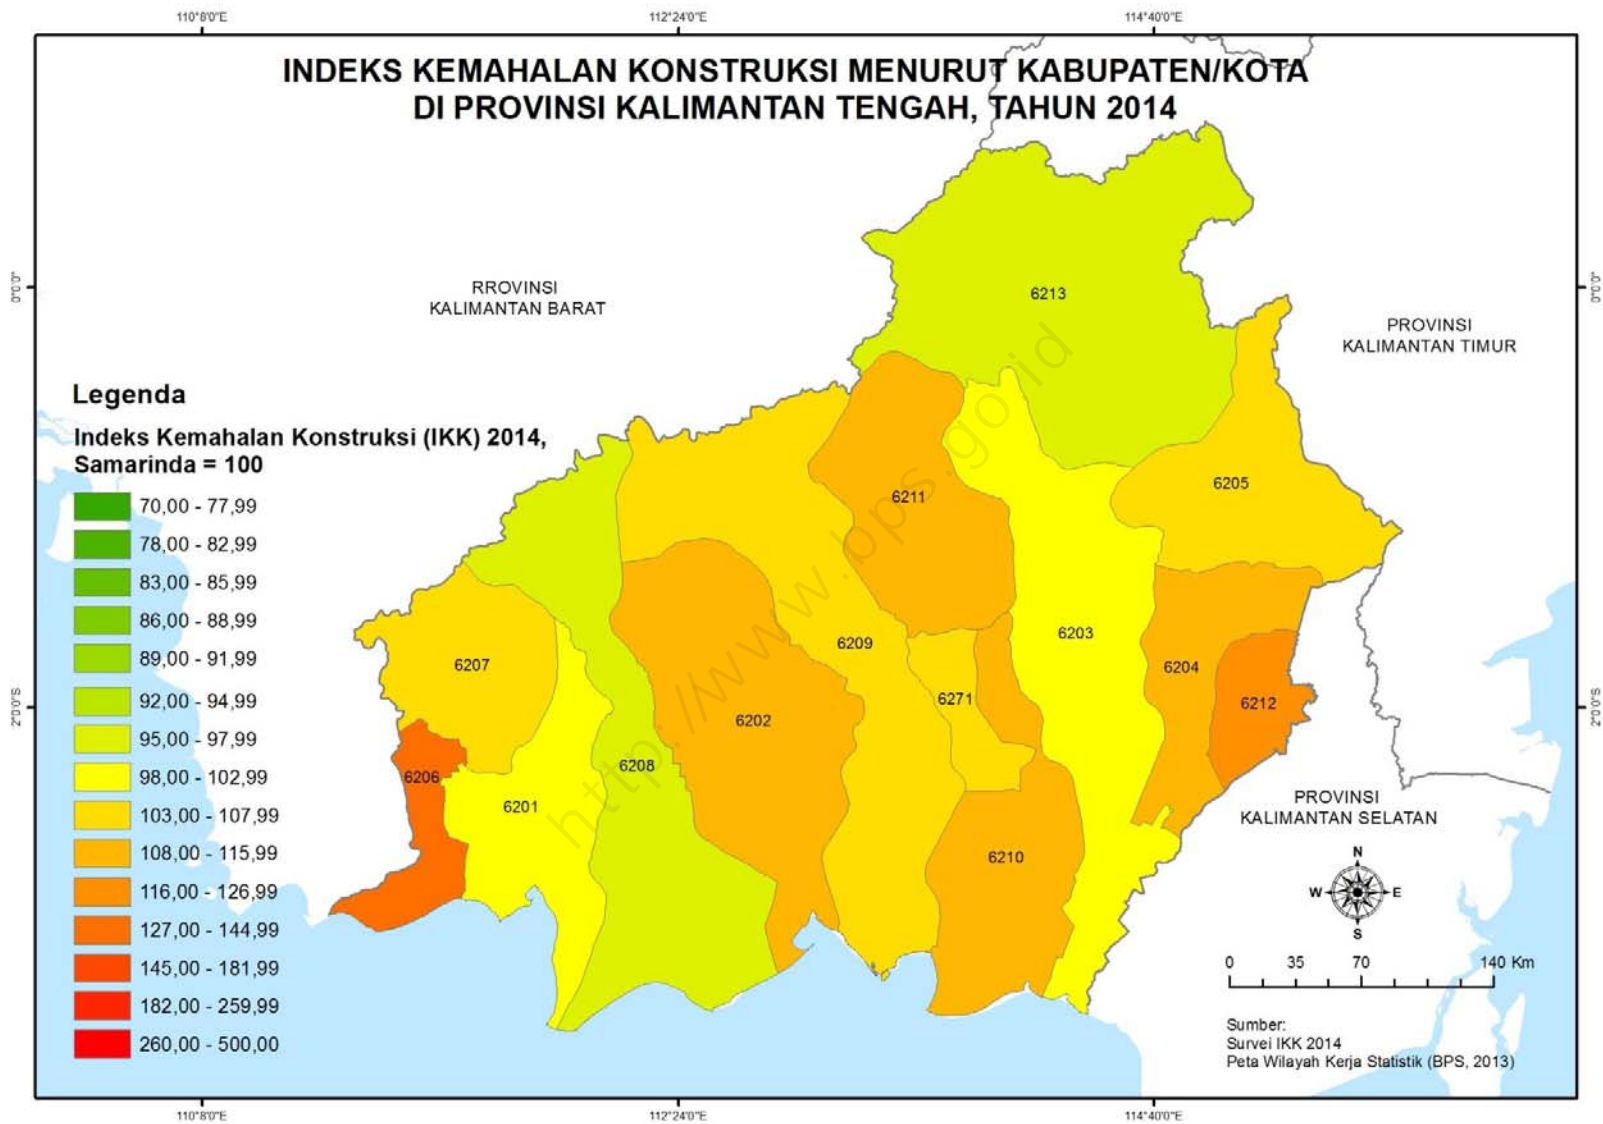 110°8'0"E 112°24'0"E 114°40'0"E
INDEKS KEMAHALAN KONSTRUKSI MENURUT KABUPATEN/KOTA
DI PROVINSI KALIMANTAN TENGAH, TAHUN 2014
0°0'0" 0°0'0"
RROVINSI
KALIMANTAN BARAT
6213
PROVINSI
KALIMANTAN TIMUR
Legenda
Indeks Kemahalan Konstruksi (IKK) 2014,
Samarinda = 100
70,00 - 77,99
78,00 - 82,99
83,00 - 85,99
86,00 - 88,99
89,00 - 91,99
92,00 - 94,99
95,00 - 97,99
98,00 - 102,99
103,00 - 107,99
108,00 - 115,99
116,00 - 126,99
127,00 - 144,99
145,00 - 181,99
182,00 - 259,99
260,00 - 500,00
6205
6211
6203
6209
6207
6204
6271
6212
6202
6208
6206
6201
6210
2°0'0"S 2°0'0"S
http://www.bps.go.id
PROVINSI
KALIMANTAN SELATAN
N
W E
S
0 35 70 140 Km
Sumber:
Survei IKK 2014
Peta Wilayah Kerja Statistik (BPS, 2013)
110°8'0"E 112°24'0"E 114°40'0"E